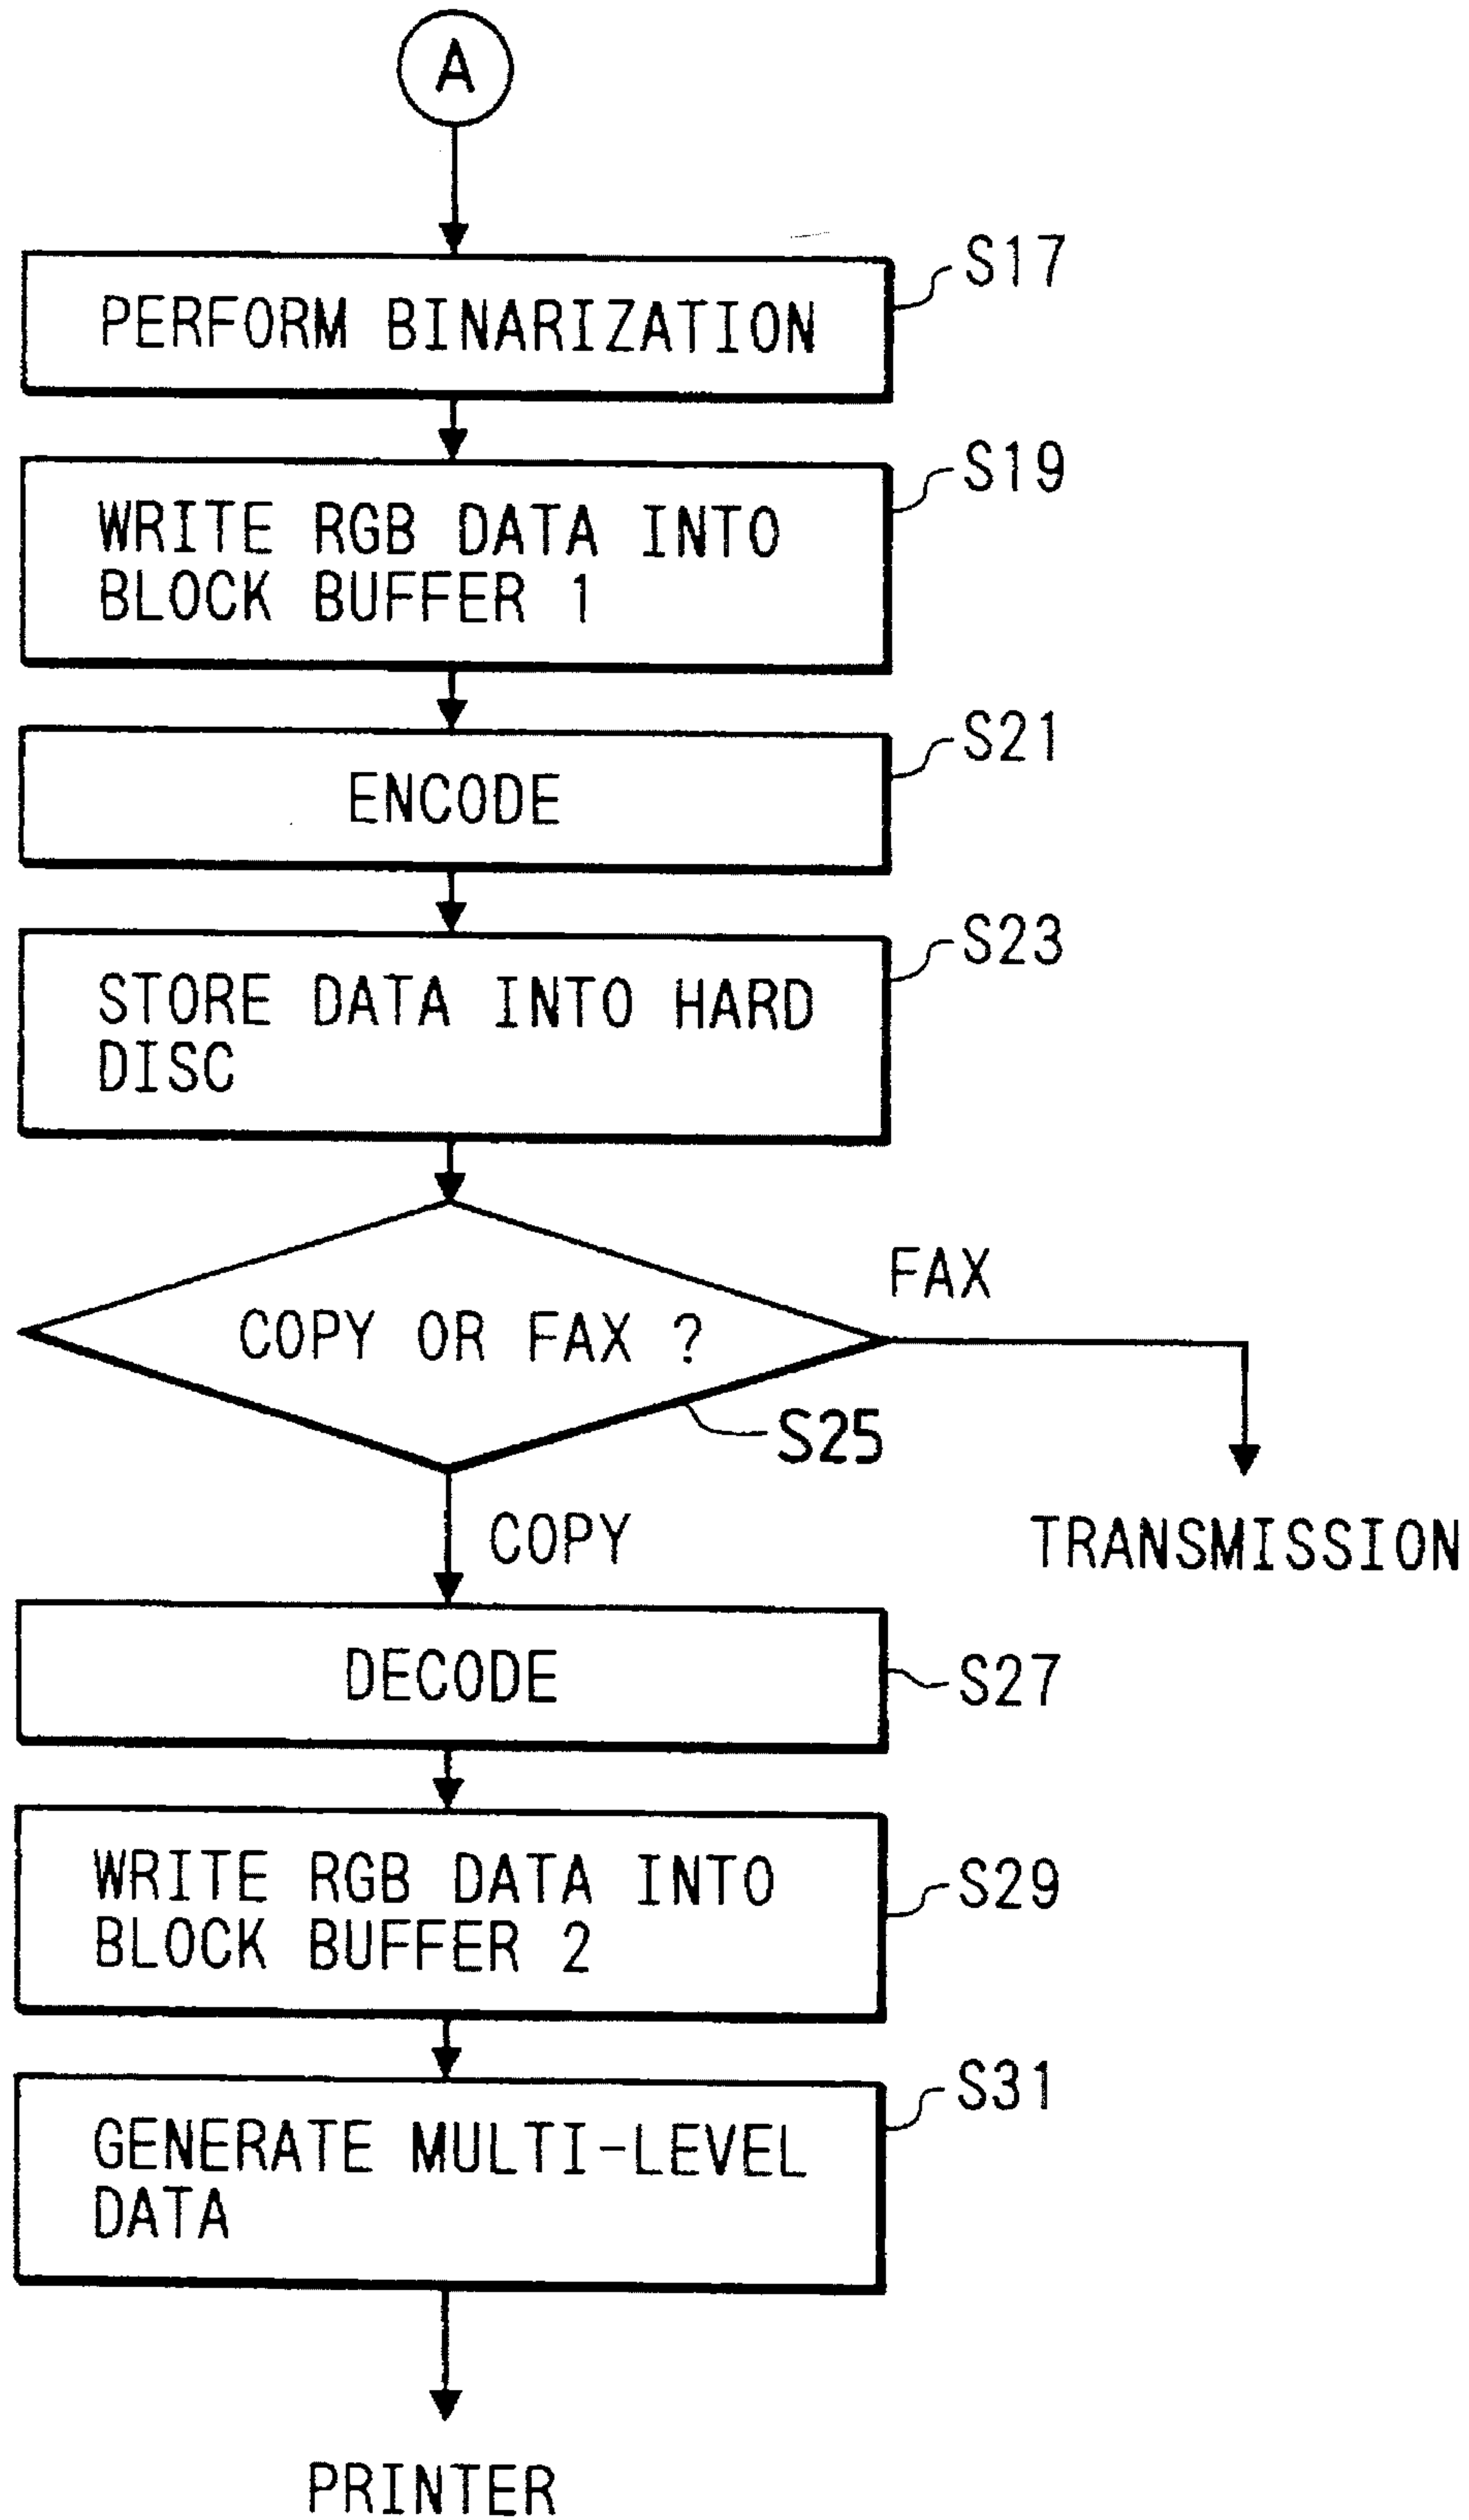 A
S17
PERFORM BINARIZATION
S19
WRITE RGB DATA INTO
BLOCK BUFFER 1
S21
ENCODE
S23
STORE DATA INTO HARD
DISC
FAX
COPY OR FAX ?
S25
COPY
TRANSMISSION
DECODE
S27
WRITE RGB DATA INTO
BLOCK BUFFER 2
S29
S31
GENERATE MULTI-LEVEL
DATA
PRINTER